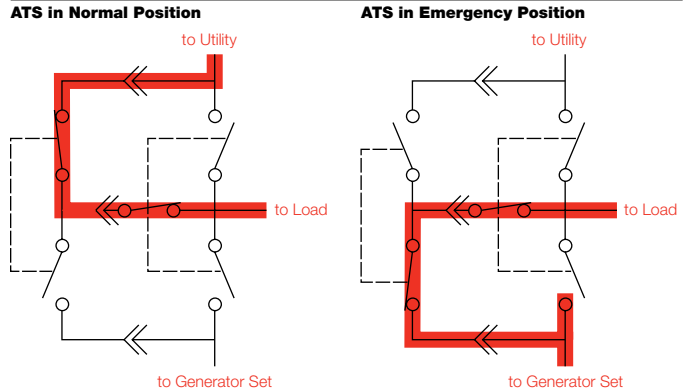 ATS in Normal Position
to Utility
to Load
to Generator Set
ATS in Emergency Position
to Utility
to Load
to Generator Set